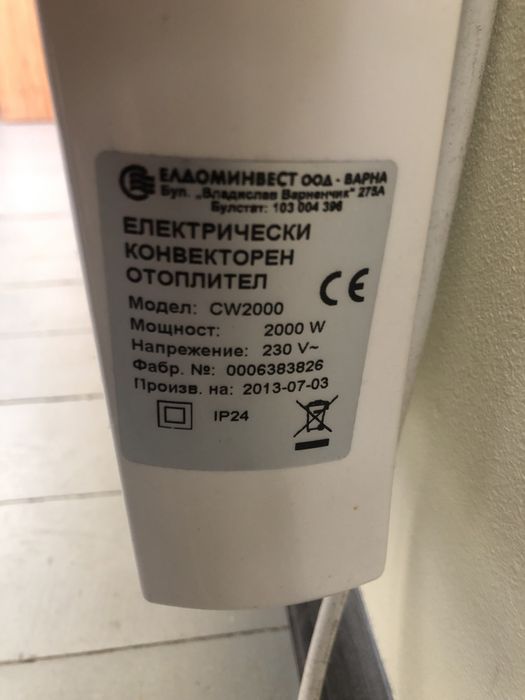 ЕЛДОМИНВЕСТ ООД - ВАРНА
Бул. „Владислав Варненчик" 275А
Булстат: 103 004 396
ЕЛЕКТРИЧЕСКИ
КОНВЕКТОРЕН
ОТОПЛИТЕЛ
CE
Модел: CW2000
Мощност: 2000 W
Напрежение: 230 V~
Фабр. №: 0006383826
Произв. на: 2013-07-03
IP24